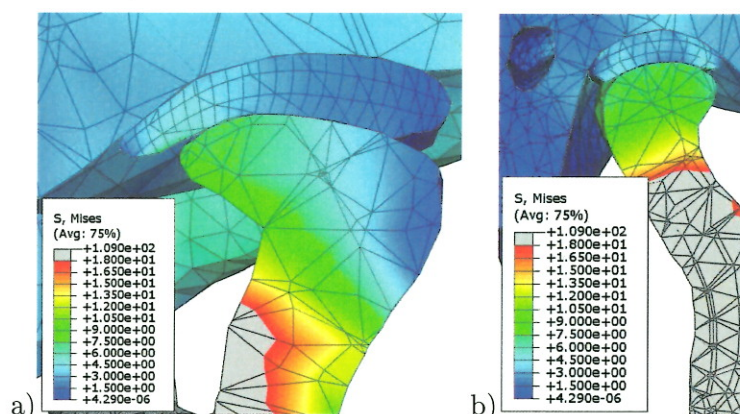 S, Mises
(Avg: 75%)
+1.090e+02
+1.800e+01
+1.650e+01
+1.500e+01
+1.350e+01
+1.200e+01
+1.050e+01
+9.000e+00
+7.500e+00
+6.000e+00
+4.500e+00
+3.000e+00
+1.500e+00
+4.290e-06
a)
S, Mises
(Avg: 75%)
+1.090e+02
+1.800e+01
+1.650e+01
+1.500e+01
+1.350e+01
+1.200e+01
+1.050e+01
+9.000e+00
+7.500e+00
+6.000e+00
+4.500e+00
+3.000e+00
+1.500e+00
+4.290e-06
b)